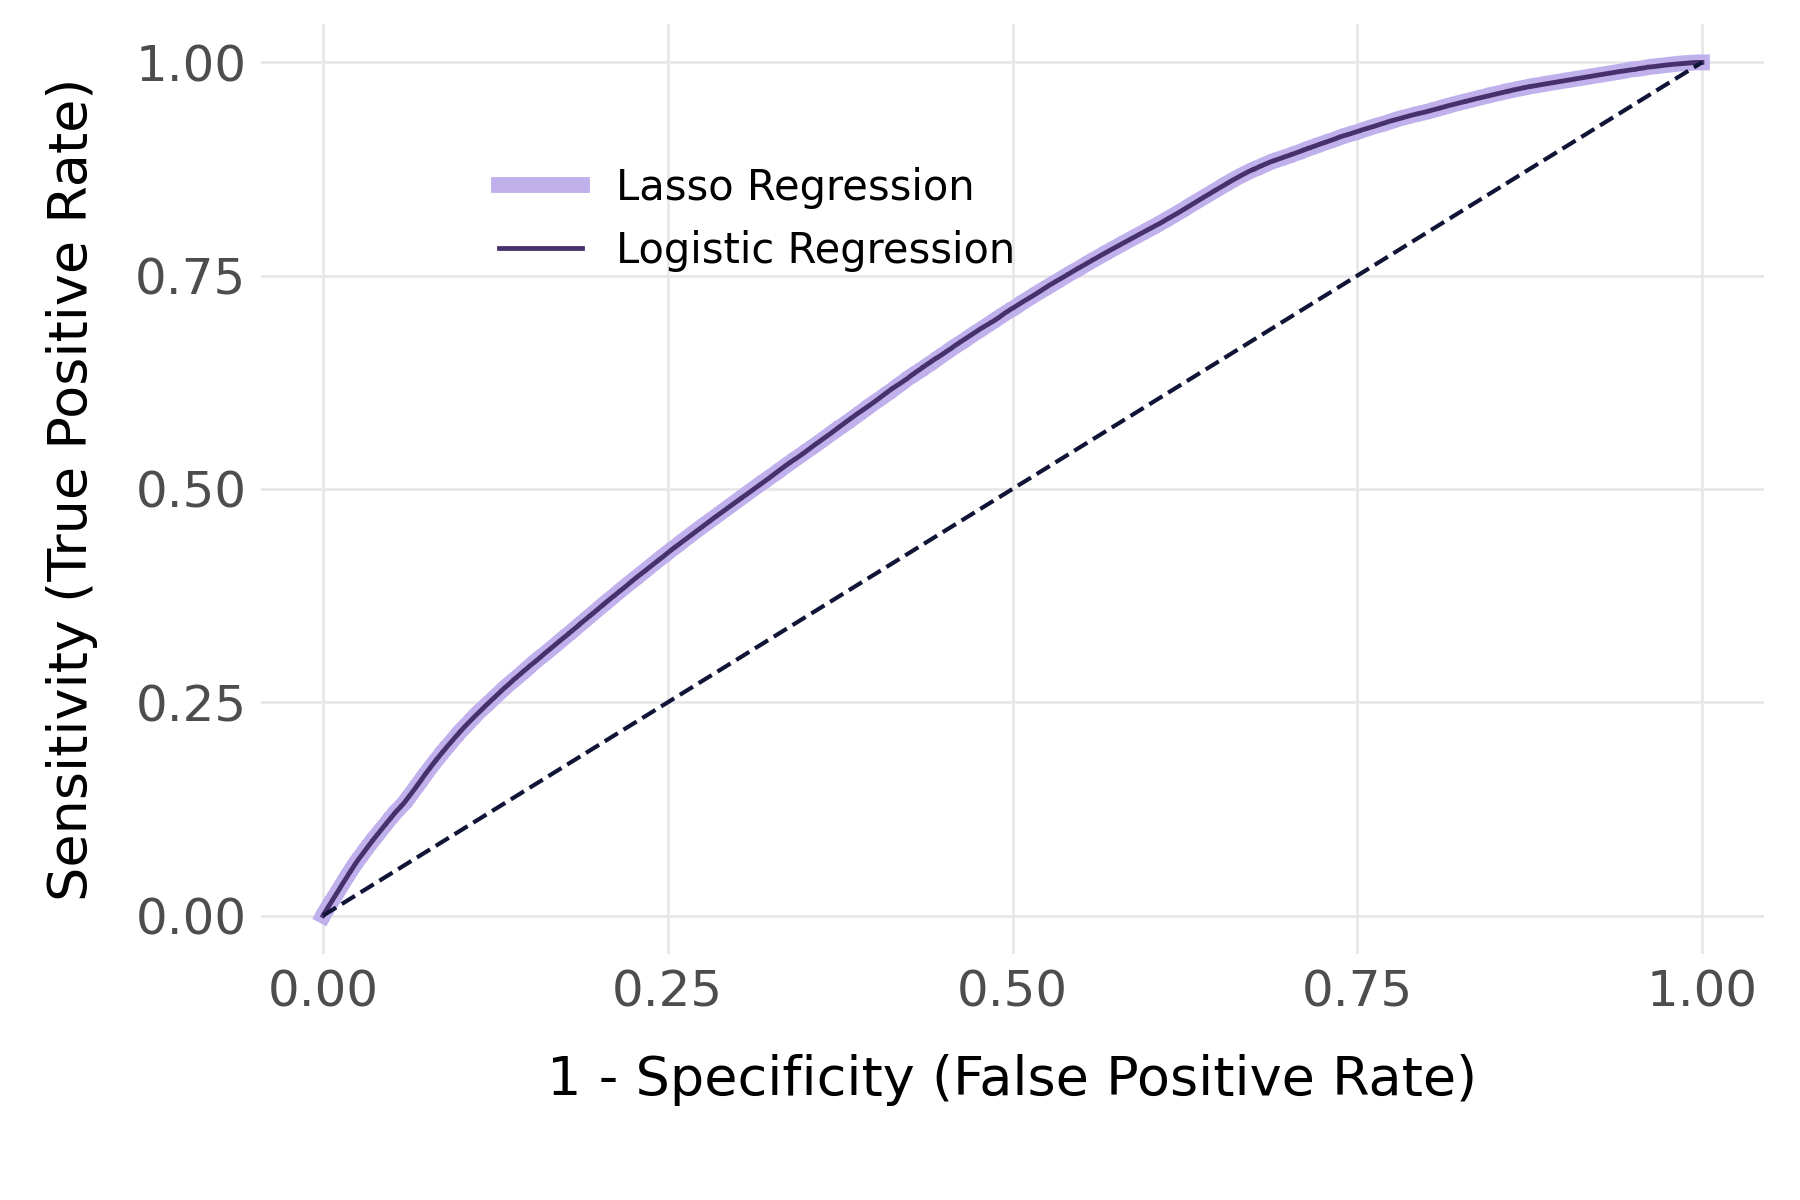 Sensitivity (True Positive Rate)
1.00
0.75
0.50
0.25
0.00
Lasso Regression
Logistic Regression
0.00 0.25 0.50 0.75 1.00
1 - Specificity (False Positive Rate)